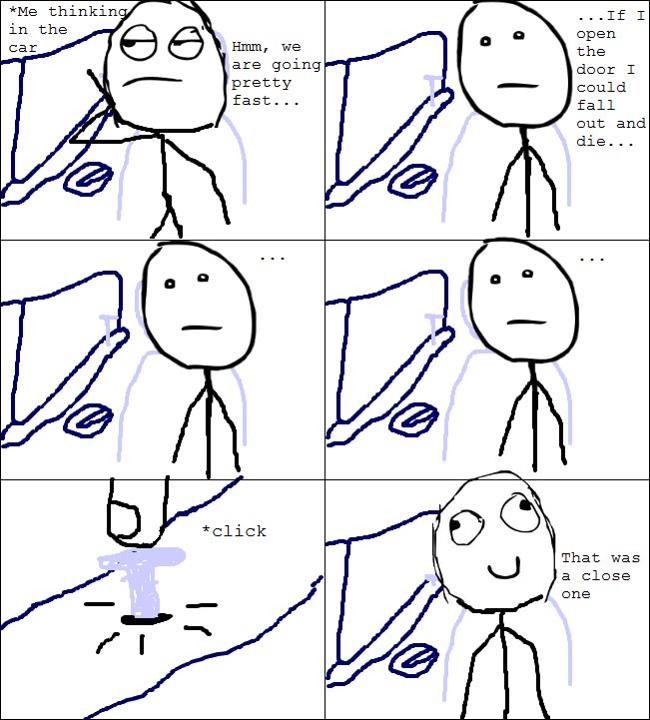 *Me thinking
in the
car
Hmm, we
are going
pretty
fast...
...If I
open
the
door I
could
fall
out and
die...
...
...
*click
That was
a close
one